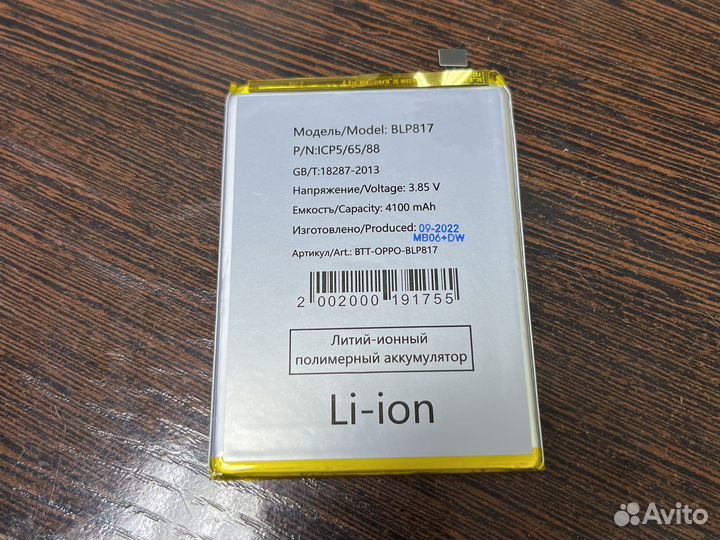 Модель/Model: BLP817
P/N:ICP5/65/88
GB/T:18287-2013
Напряжение/Voltage: 3.85 V
Емкость/Capacity: 4100 mAh
Изготовлено/Produced: 09-2022
MB06+DW
Артикул/Art.: BTT-OPPO-BLP817
2 002000 191755
Литий-ионный
полимерный аккумулятор
Li-ion
Avito